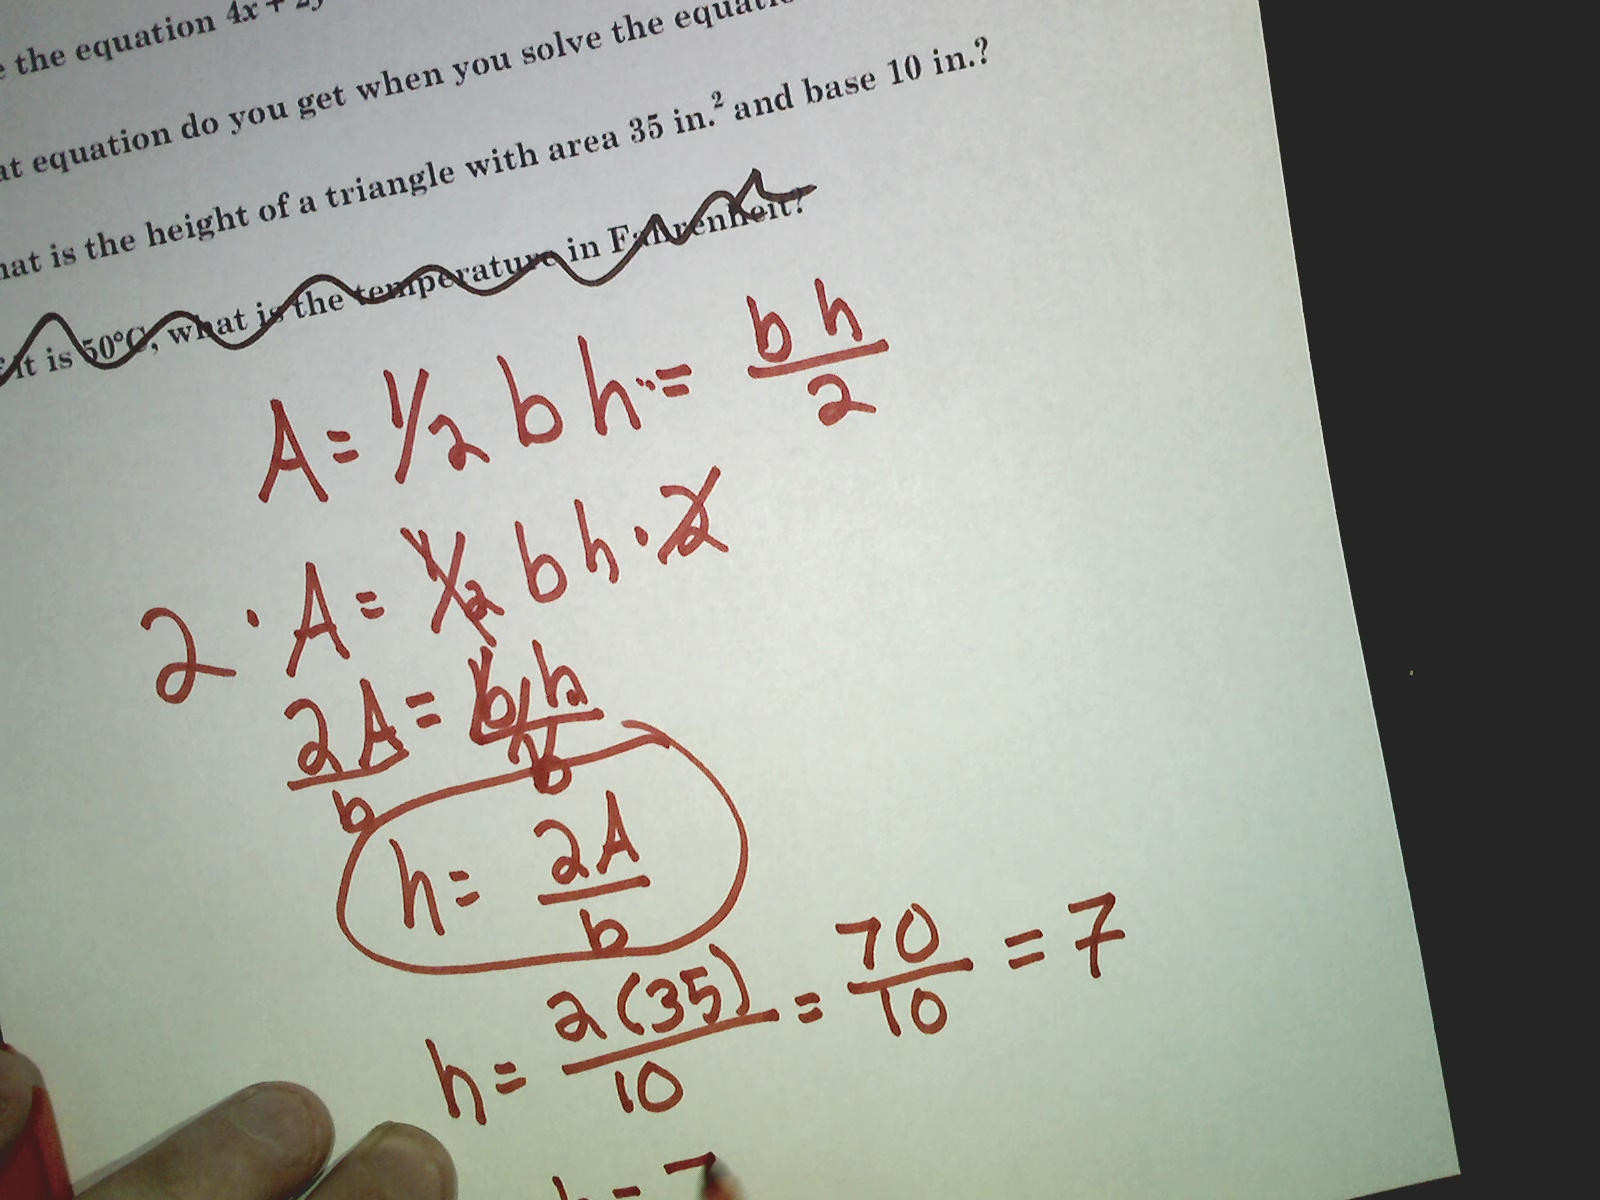 the equation 4x + 2y
at equation do you get when you solve the equati
hat is the height of a triangle with area 35 in.² and base 10 in.?
it is 50°C, what is the temperature in Fahrenheit?
A = 1/2 b h = b h / 2
2 · A = 1/2 b h · 2
2A / b = b h / b
h = 2A / b
h = 2(35) / 10 = 70 / 10 = 7
h = 7